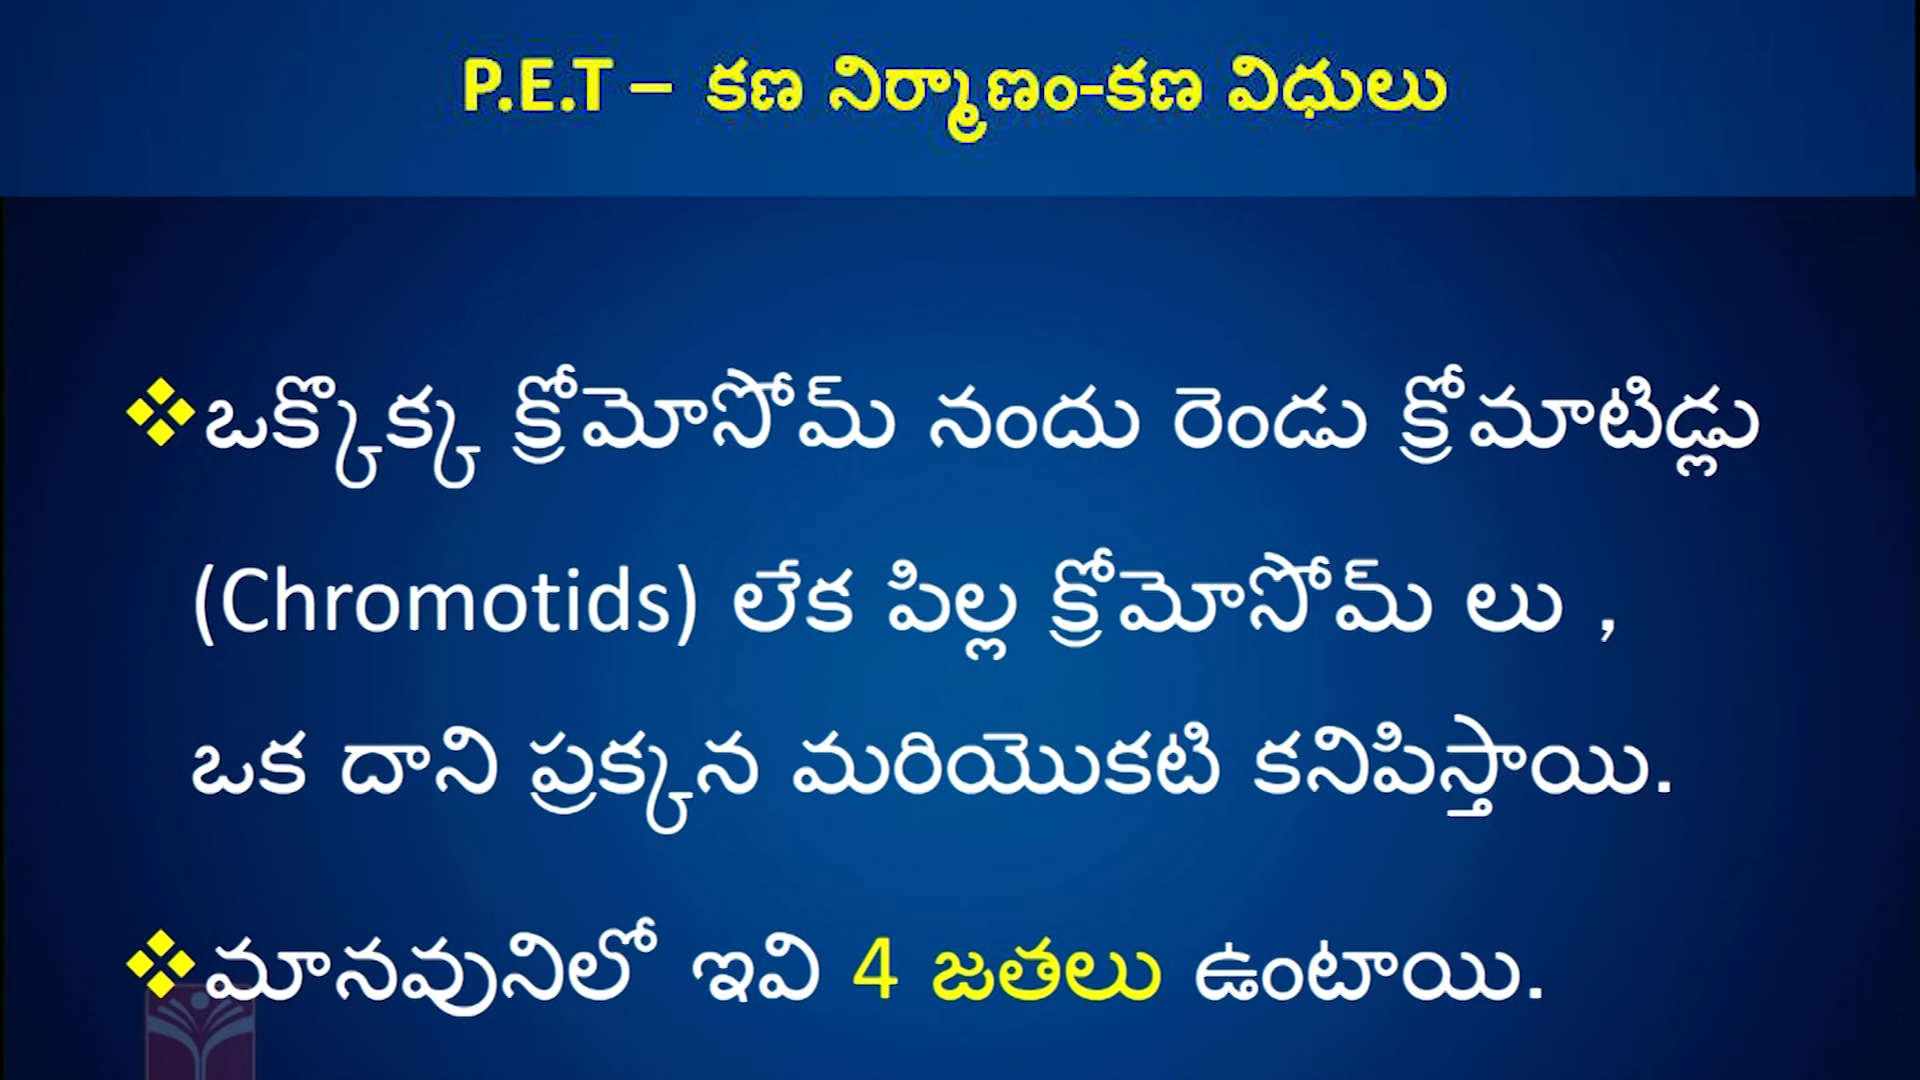 P.E.T – కణ నిర్మాణం-కణ విధులు
❖ఒక్కొక్క క్రోమోసోమ్ నందు రెండు క్రోమాటిడ్లు
(Chromotids) లేక పిల్ల క్రోమోసోమ్ లు ,
ఒక దాని ప్రక్కన మరియొకటి కనిపిస్తాయి.
❖మానవునిలో ఇవి 4 జతలు ఉంటాయి.